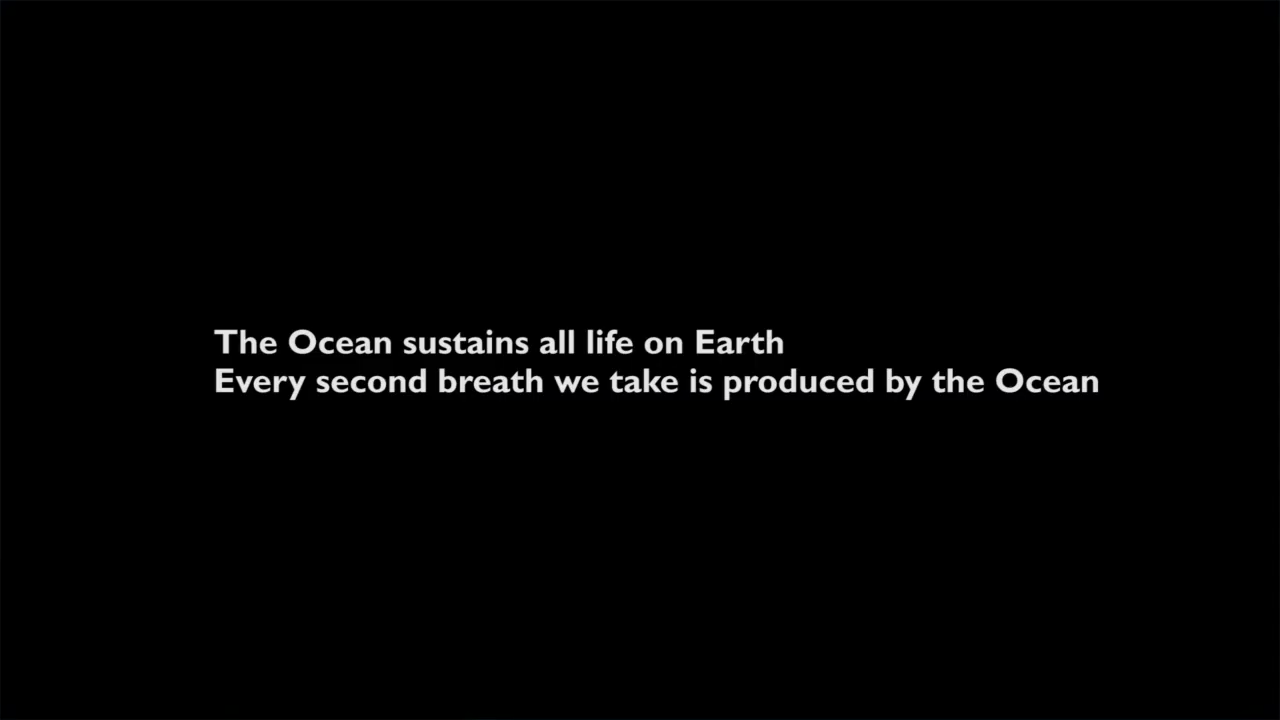 The Ocean sustains all life on Earth
Every second breath we take is produced by the Ocean